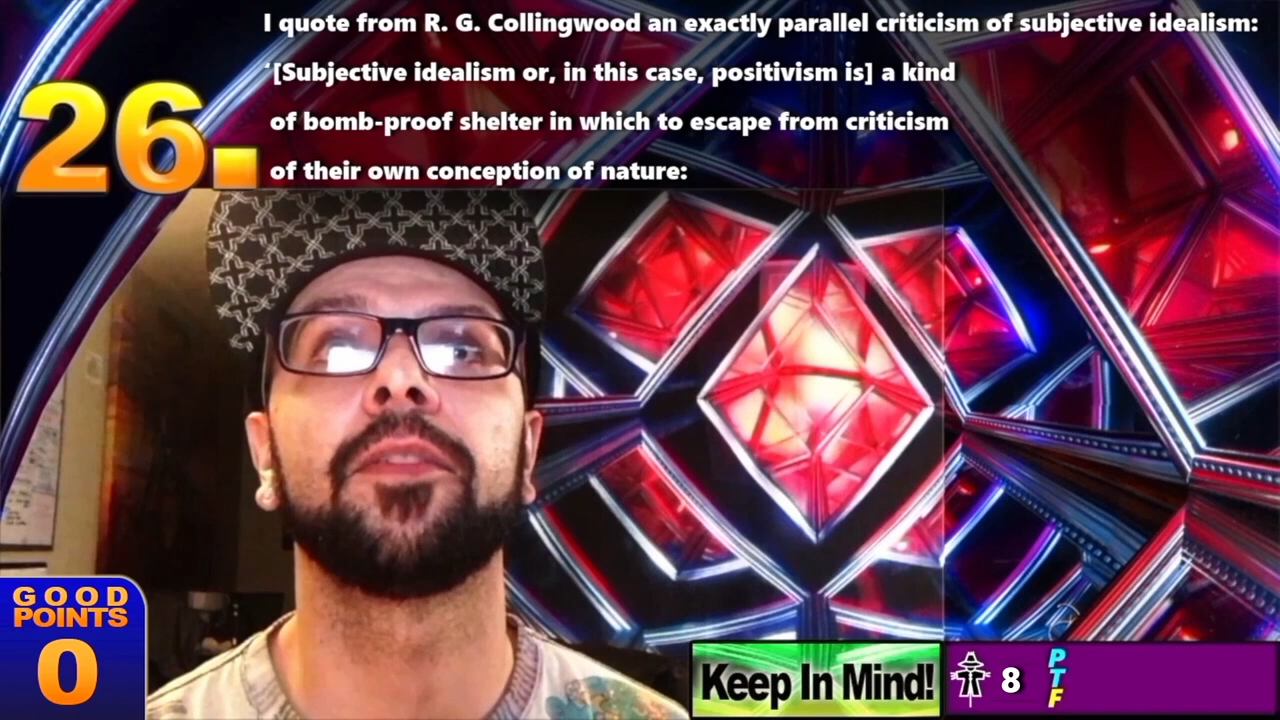 I quote from R. G. Collingwood an exactly parallel criticism of subjective idealism:
‘[Subjective idealism or, in this case, positivism is] a kind
of bomb-proof shelter in which to escape from criticism
of their own conception of nature:
26.
GOOD
POINTS
0
Keep In Mind!
8
P
T
F